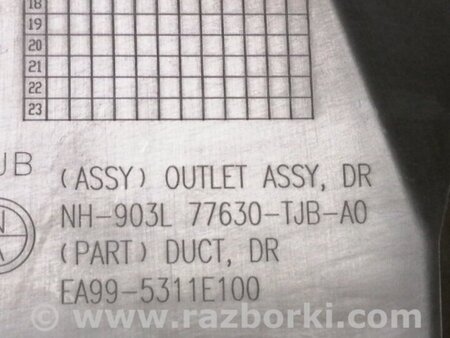 18
19
20
21
22
23
JB
(ASSY) OUTLET ASSY, DR
NH-903L 77630-TJB-A0
(PART) DUCT, DR
EA99-5311E100
www.razborki.com